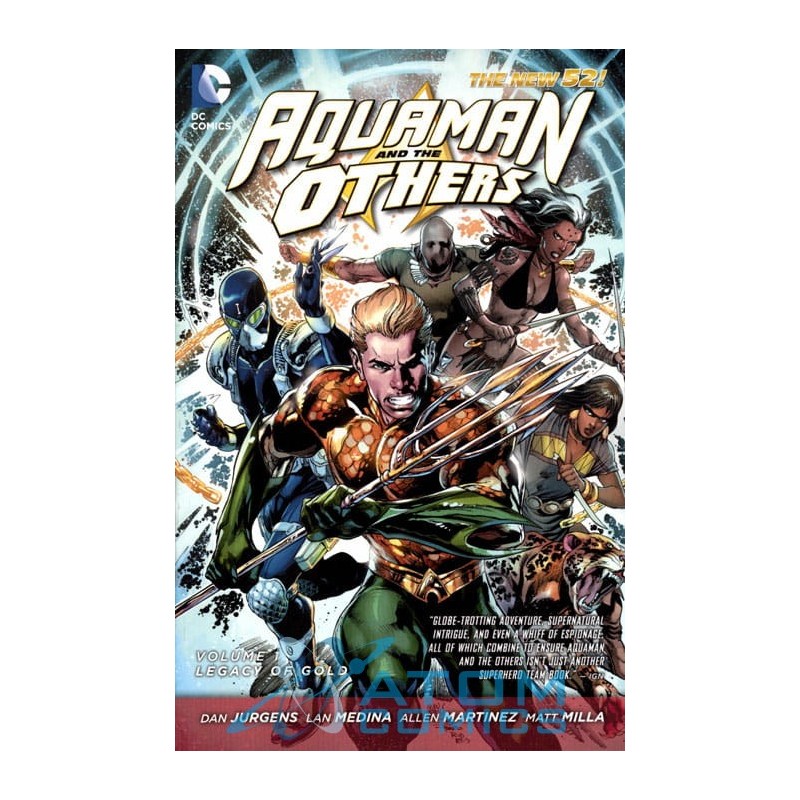 THE NEW 52!
DC
DC COMICS
AQUAMAN
AND THE
OTHERS
"GLOBE-TROTTING ADVENTURE, SUPERNATURAL
INTRIGUE, AND EVEN A WHIFF OF ESPIONAGE,
ALL OF WHICH COMBINE TO ENSURE AQUAMAN
AND THE OTHERS ISN'T JUST ANOTHER
SUPERHERO TEAM BOOK." —IGN
VOLUME 1
LEGACY OF GOLD
ATOM
COMICS
DAN JURGENS LAN MEDINA ALLEN MARTINEZ MATT MILLA